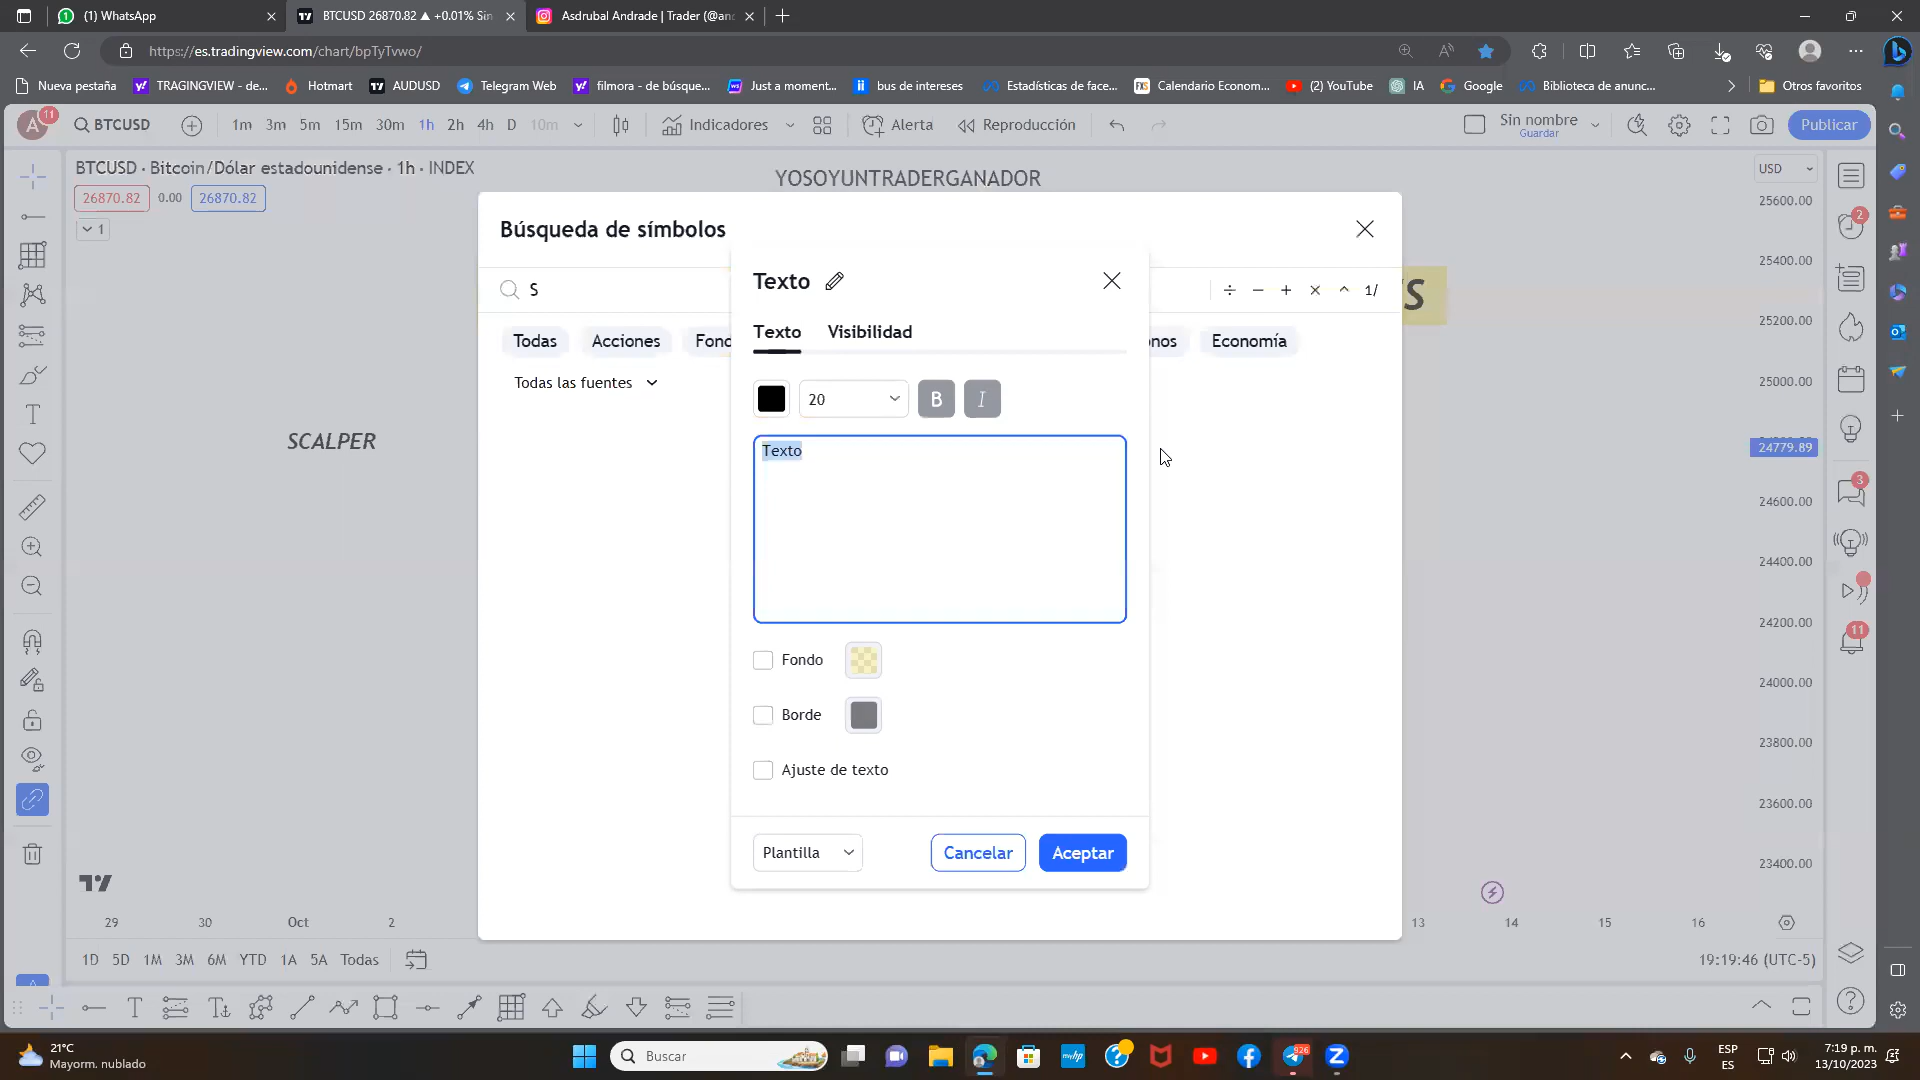 (1) WhatsApp
BTCUSD 26870.82 ▲ +0.01% Sin
Asdrubal Andrade | Trader (@and
https://es.tradingview.com/chart/bpTyTvwo/
Nueva pestaña
TRAGINGVIEW - de...
Hotmart
AUDUSD
Telegram Web
filmora - de búsque...
Just a moment...
bus de intereses
Estadísticas de face...
Calendario Econom...
(2) YouTube
IA
Google
Biblioteca de anunc...
Otros favoritos
A 11
BTCUSD
1m 3m 5m 15m 30m 1h 2h 4h D 10m
Indicadores
Alerta
Reproducción
Sin nombre
Guardar
Publicar
BTCUSD · Bitcoin/Dólar estadounidense · 1h · INDEX
26870.82 0.00 26870.82
1
YOSOYUNTRADERGANADOR
USD
Búsqueda de símbolos
S
÷ − + × ^ 1/
Todas
Acciones
Fond
onos
Economía
Todas las fuentes
Texto
Texto
Visibilidad
20
B I
Texto
Fondo
Borde
Ajuste de texto
Plantilla
Cancelar
Aceptar
SCALPER
S
25600.00
25400.00
25200.00
25000.00
24779.89
24600.00
24400.00
24200.00
24000.00
23800.00
23600.00
23400.00
2
3
11
29 30 Oct 2
13 14 15 16
1D 5D 1M 3M 6M YTD 1A 5A Todas
19:19:46 (UTC-5)
21°C
Mayorm. nublado
Buscar
myhp
926
ESP
ES
7:19 p. m.
13/10/2023